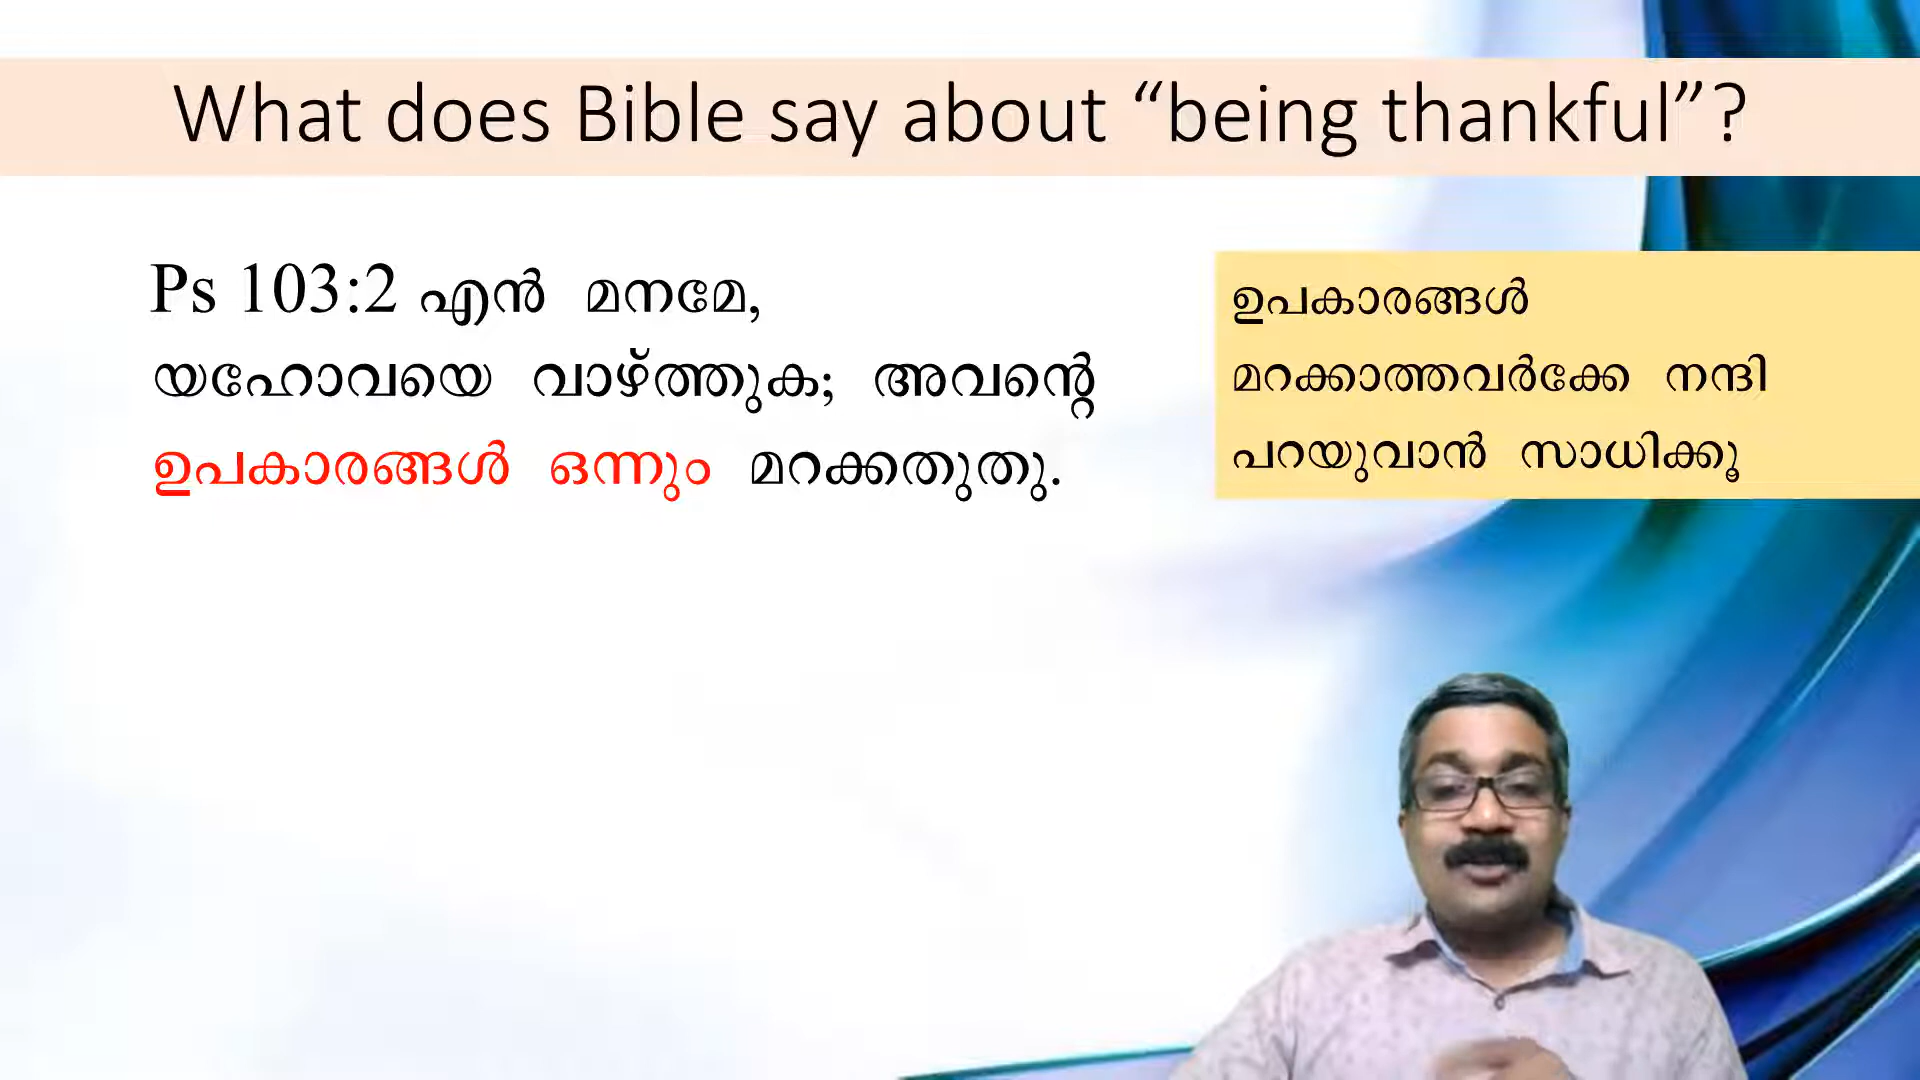 What does Bible say about “being thankful”?
Ps 103:2 എൻ മനമേ,
യഹോവയെ വാഴ്ത്തുക; അവന്റെ
ഉപകാരങ്ങൾ ഒന്നും മറക്കരുതു.
ഉപകാരങ്ങൾ
മറക്കാത്തവർക്കേ നന്ദി
പറയുവാൻ സാധിക്കൂ